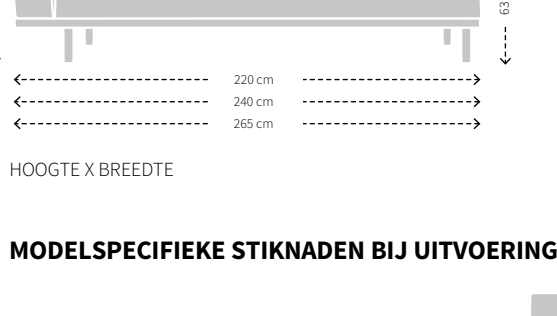 63
220 cm
240 cm
265 cm
HOOGTE X BREEDTE
MODELSPECIFIEKE STIKNADEN BIJ UITVOERING